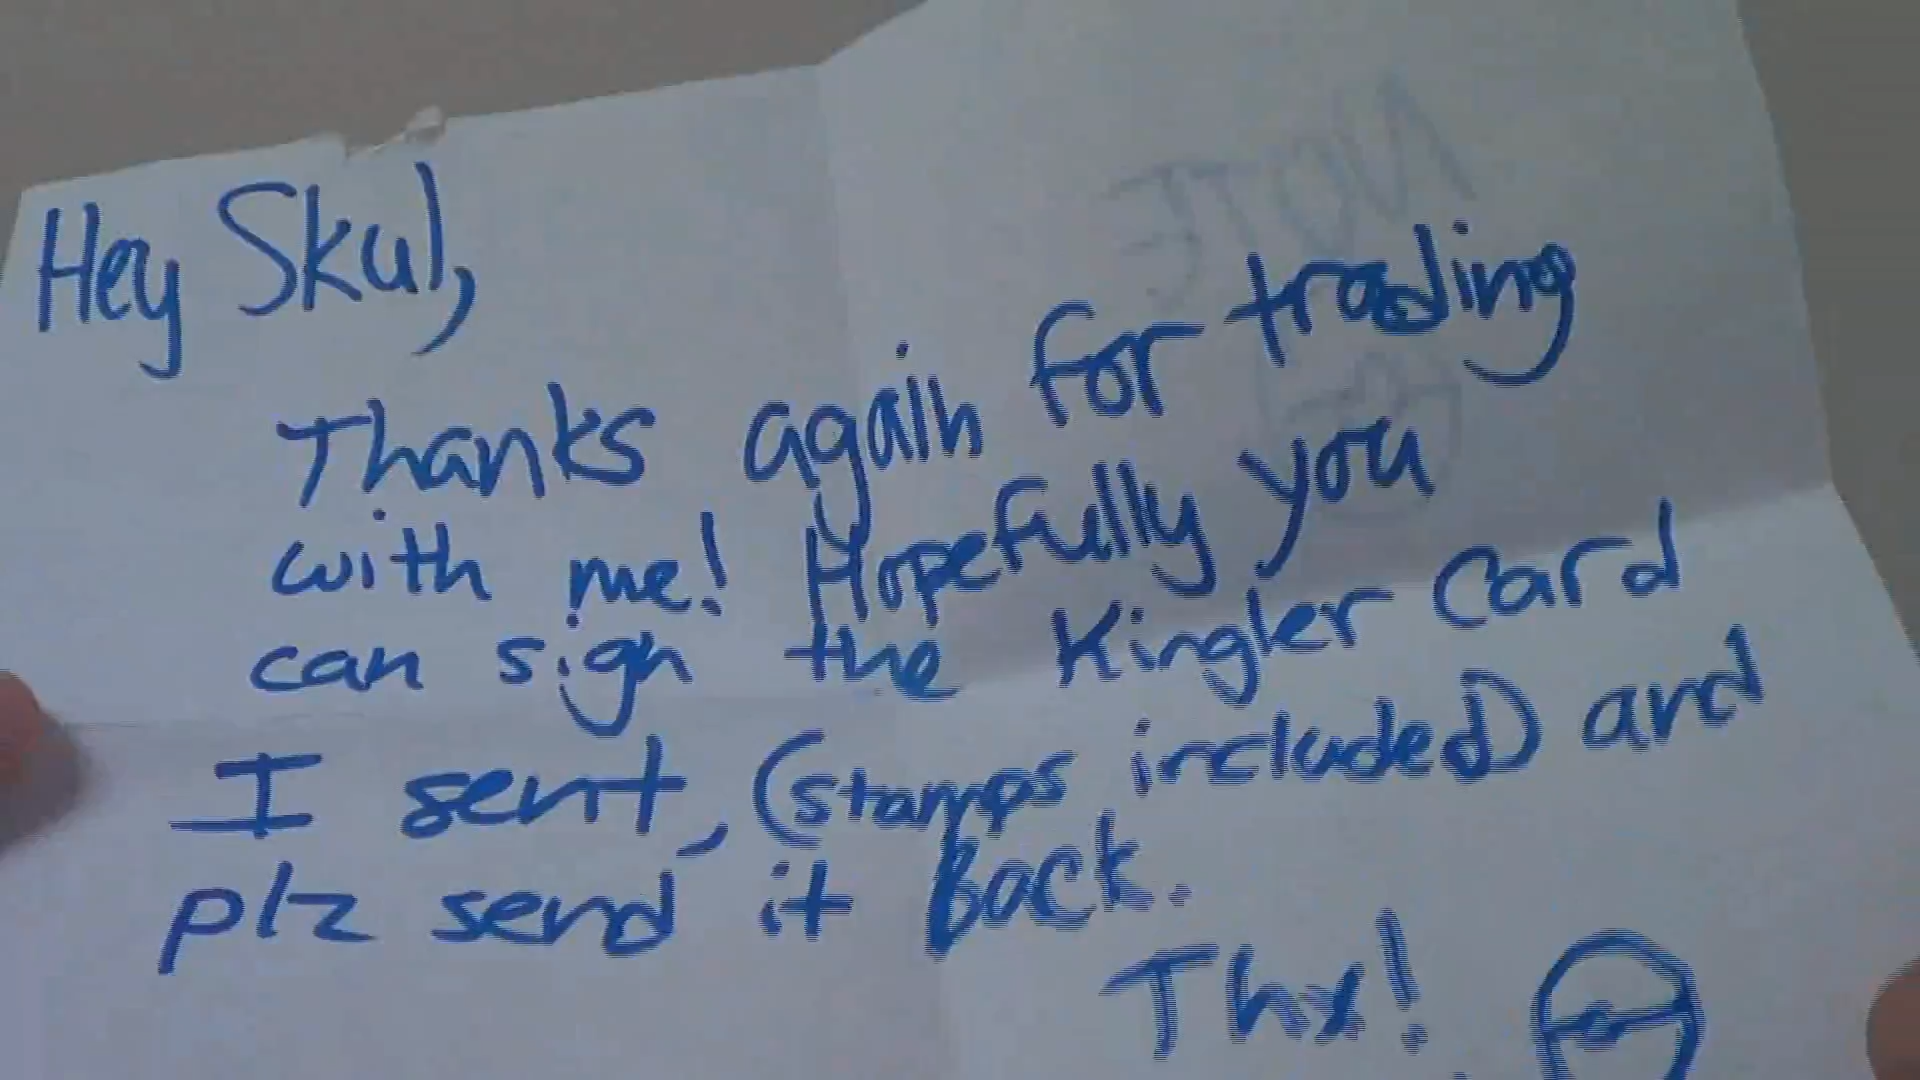 Hey Skul,
Thanks again for trading
with me! Hopefully you
can sign the Kingler card
I sent, (stamps included) and
plz send it back.
Thx!
NOTE